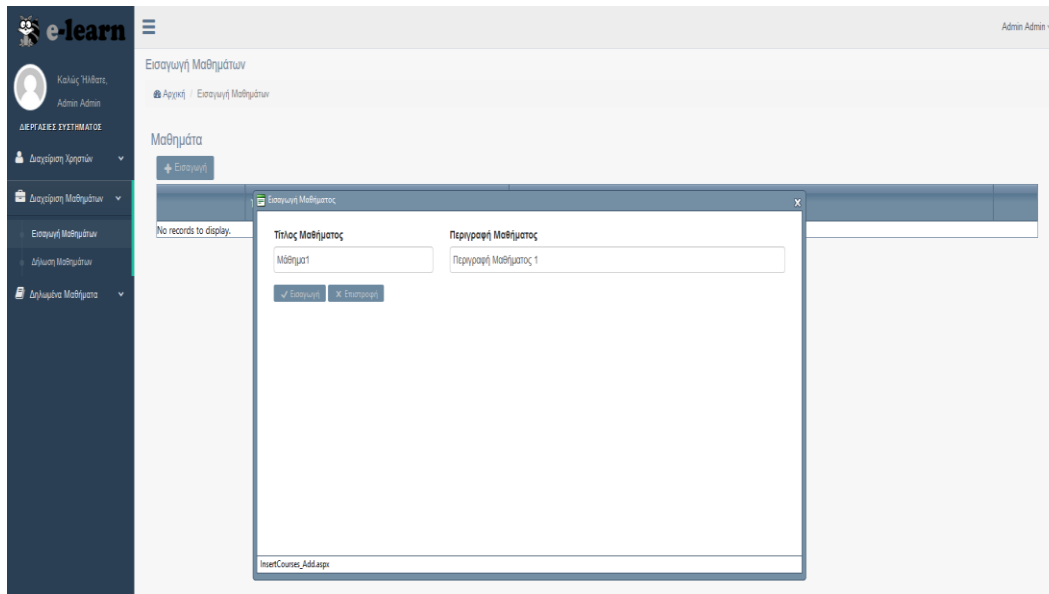 e-learn
Admin Admin
Καλώς Ήλθατε,
Admin Admin
ΔΙΕΡΓΑΣΙΕΣ ΣΥΣΤΗΜΑΤΟΣ
Διαχείριση Χρηστών
Διαχείριση Μαθημάτων
Εισαγωγή Μαθημάτων
Δήλωση Μαθημάτων
Δηλωμένα Μαθήματα
Εισαγωγή Μαθημάτων
Αρχική / Εισαγωγή Μαθημάτων
Μαθημάτα
Εισαγωγή
No records to display.
Εισαγωγή Μαθήματος
x
Τίτλος Μαθήματος Περιγραφή Μαθήματος
Μάθημα1 Περιγραφή Μαθήματος 1
Εισαγωγή Επιστροφή
InsertCourses_Add.aspx